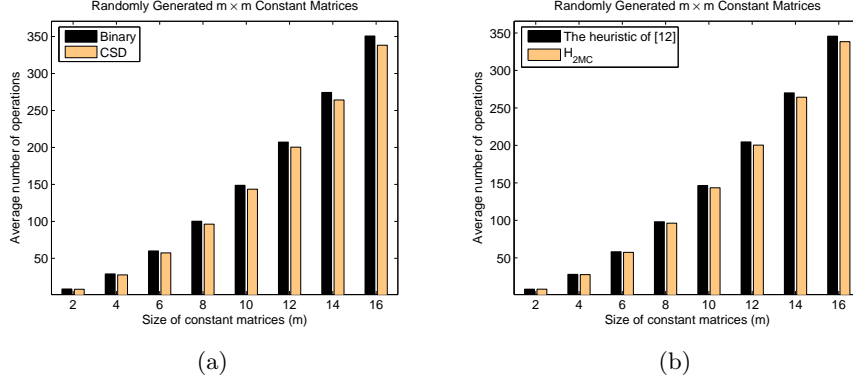 Randomly Generated m × m Constant Matrices
Binary
CSD
350
300
250
200
150
100
50
Average number of operations
2 4 6 8 10 12 14 16
Size of constant matrices (m)
(a)
Randomly Generated m × m Constant Matrices
The heuristic of [12]
H2MC
350
300
250
200
150
100
50
Average number of operations
2 4 6 8 10 12 14 16
Size of constant matrices (m)
(b)